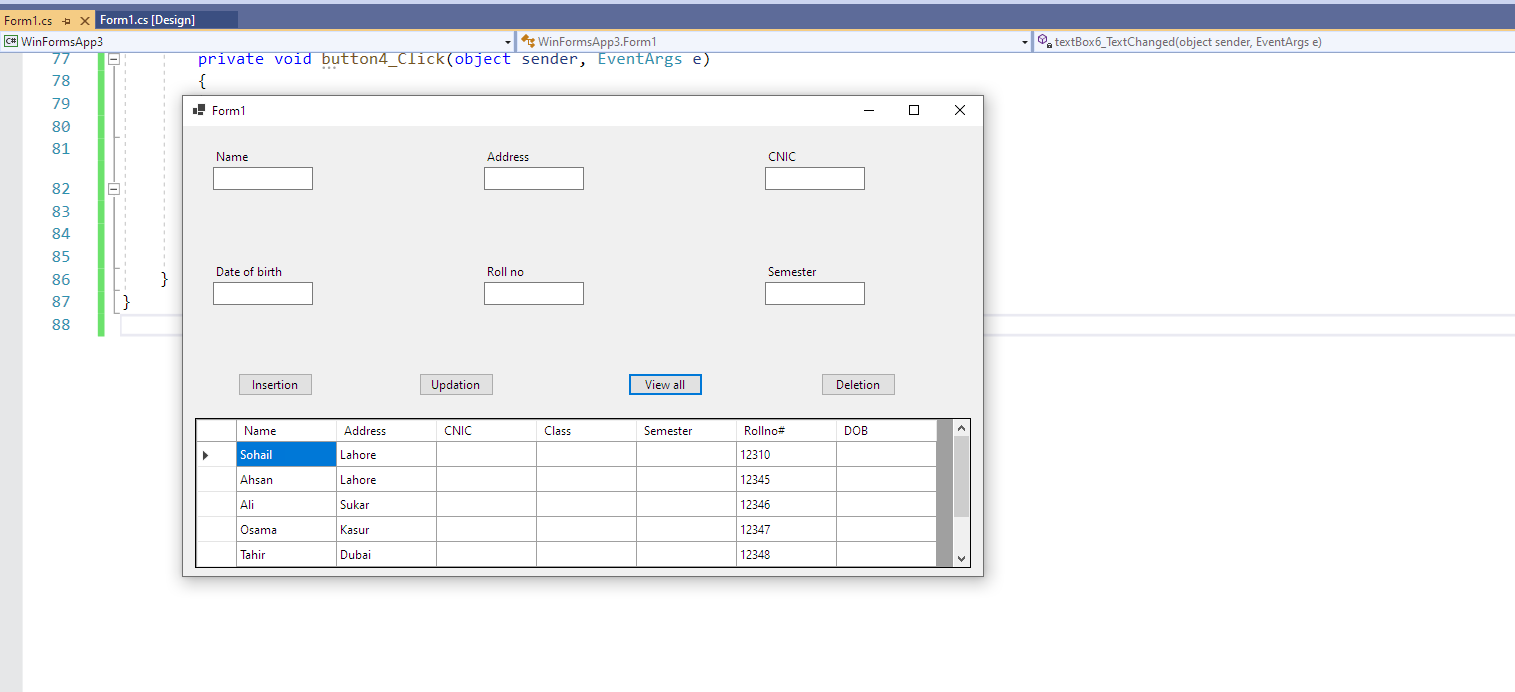 Form1.cs Form1.cs [Design]
C# WinFormsApp3 WinFormsApp3.Form1 textBox6_TextChanged(object sender, EventArgs e)
77 private void button4_Click(object sender, EventArgs e)
78 {
79
80
81
82
83
84
85
86 }
87 }
88
Form1
Name Address CNIC
Date of birth Roll no Semester
Insertion Updation View all Deletion
Name Address CNIC Class Semester Rollno# DOB
Sohail Lahore 12310
Ahsan Lahore 12345
Ali Sukar 12346
Osama Kasur 12347
Tahir Dubai 12348